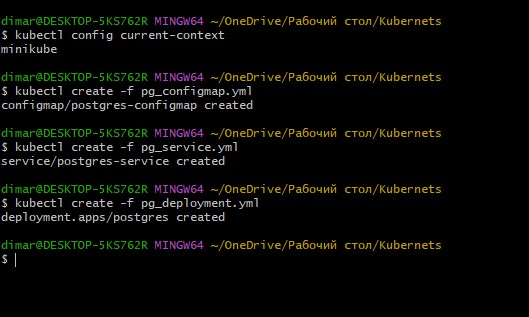 dimar@DESKTOP-5KS762R MINGW64 ~/OneDrive/Рабочий стол/Kubernets
$ kubectl config current-context
minikube
dimar@DESKTOP-5KS762R MINGW64 ~/OneDrive/Рабочий стол/Kubernets
$ kubectl create -f pg_configmap.yml
configmap/postgres-configmap created
dimar@DESKTOP-5KS762R MINGW64 ~/OneDrive/Рабочий стол/Kubernets
$ kubectl create -f pg_service.yml
service/postgres-service created
dimar@DESKTOP-5KS762R MINGW64 ~/OneDrive/Рабочий стол/Kubernets
$ kubectl create -f pg_deployment.yml
deployment.apps/postgres created
dimar@DESKTOP-5KS762R MINGW64 ~/OneDrive/Рабочий стол/Kubernets
$